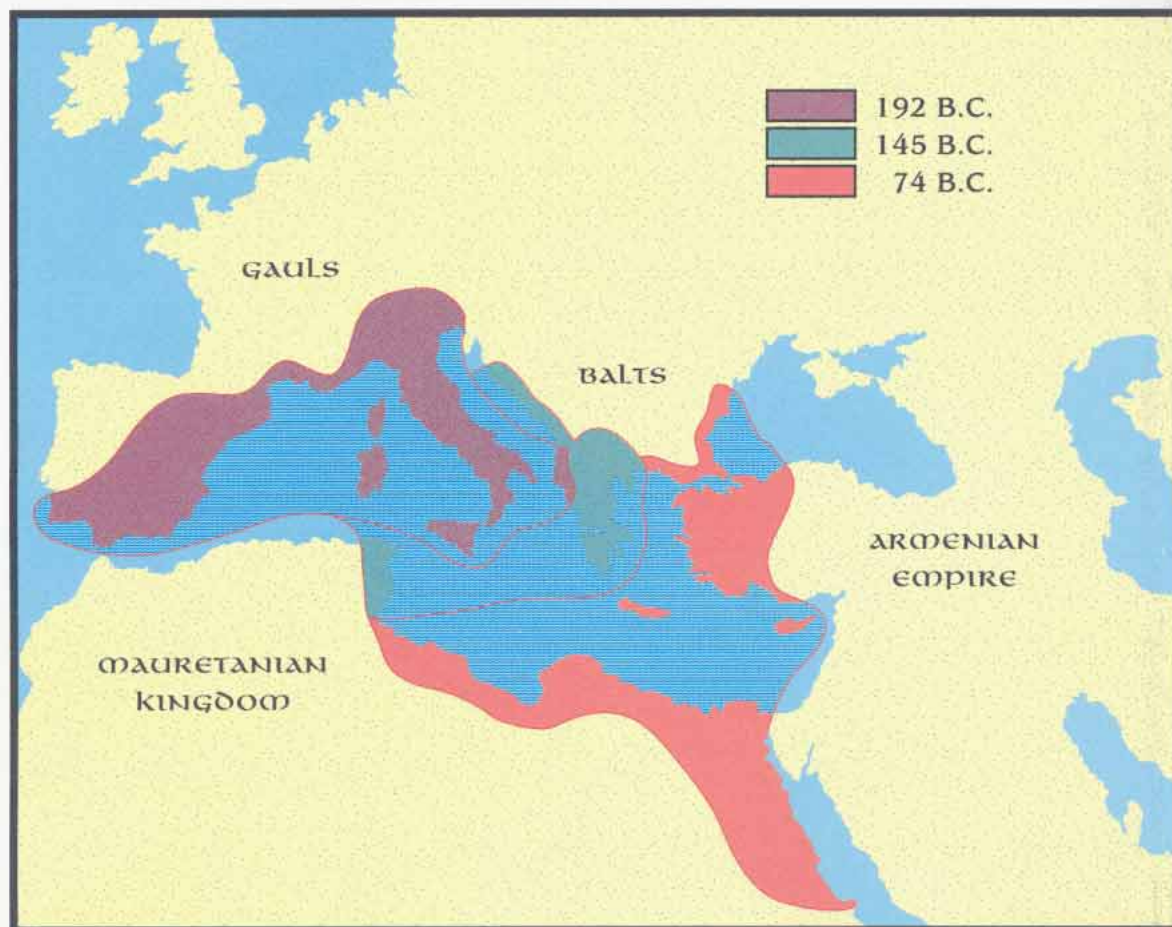 192 B.C.
145 B.C.
74 B.C.
GAULS
BALTS
ARMENIAN
EMPIRE
MAURETANIAN
KINGDOM